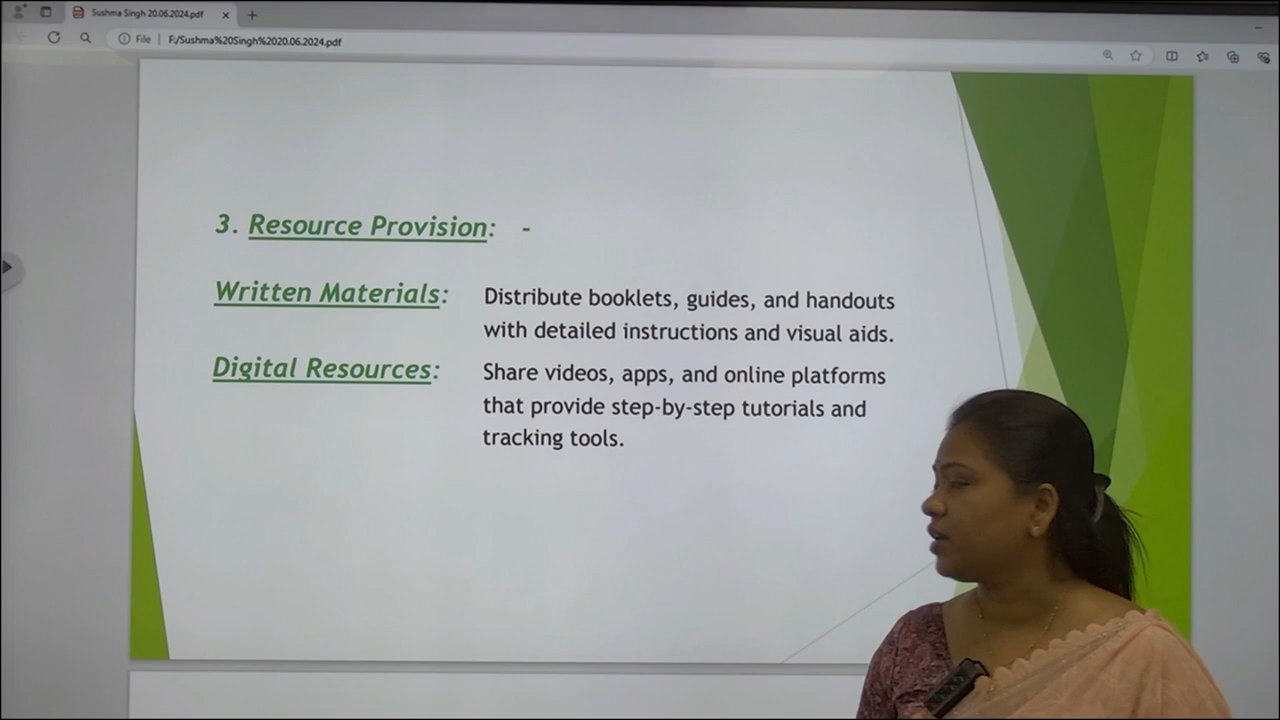 Sushma Singh 20.06.2024.pdf
File
F:/Sushma%20Singh%2020.06.2024.pdf
3. Resource Provision: -
Written Materials: Distribute booklets, guides, and handouts
with detailed instructions and visual aids.
Digital Resources: Share videos, apps, and online platforms
that provide step-by-step tutorials and
tracking tools.